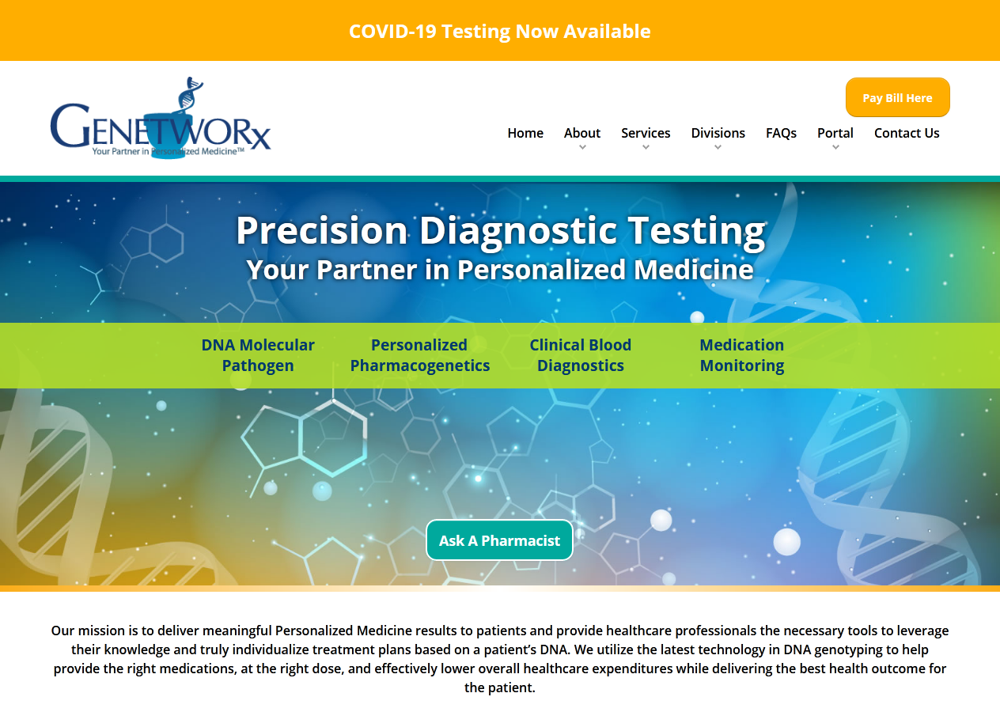 COVID-19 Testing Now Available
GENETWORx
Your Partner in Personalized Medicine™
Pay Bill Here
Home About Services Divisions FAQs Portal Contact Us
Precision Diagnostic Testing
Your Partner in Personalized Medicine
DNA Molecular
Pathogen
Personalized
Pharmacogenetics
Clinical Blood
Diagnostics
Medication
Monitoring
Ask A Pharmacist
Our mission is to deliver meaningful Personalized Medicine results to patients and provide healthcare professionals the necessary tools to leverage
their knowledge and truly individualize treatment plans based on a patient’s DNA. We utilize the latest technology in DNA genotyping to help
provide the right medications, at the right dose, and effectively lower overall healthcare expenditures while delivering the best health outcome for
the patient.